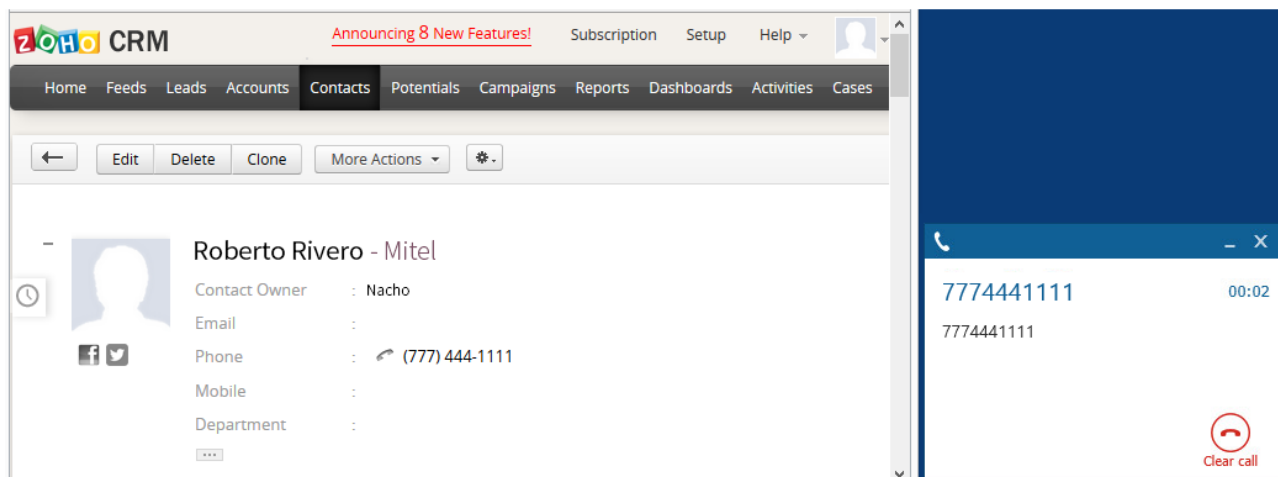 ZOHO CRM Announcing 8 New Features! Subscription Setup Help
Home Feeds Leads Accounts Contacts Potentials Campaigns Reports Dashboards Activities Cases
Edit Delete Clone More Actions
Roberto Rivero - Mitel
Contact Owner : Nacho
Email :
Phone : (777) 444-1111
Mobile :
Department :
...
7774441111 00:02
7774441111
Clear call